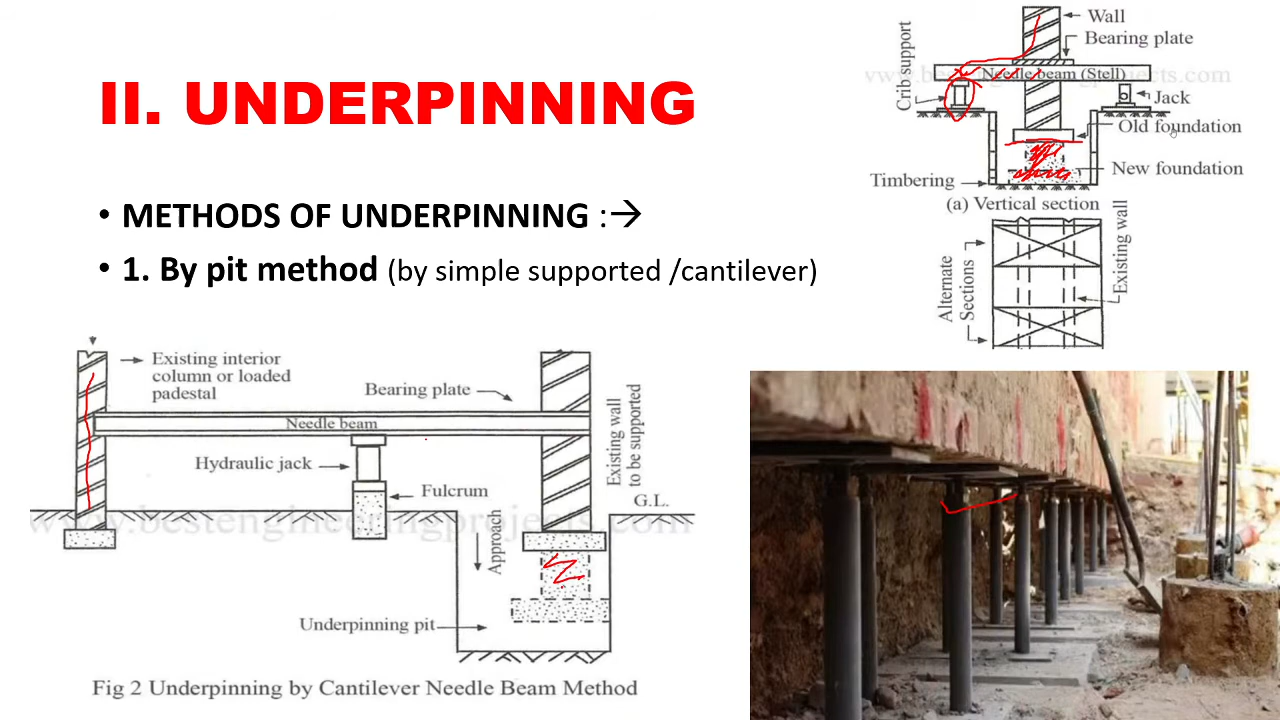 II. UNDERPINNING
• METHODS OF UNDERPINNING :→
• 1. By pit method (by simple supported /cantilever)
Wall
Bearing plate
Crib support
Needle beam (Stell)
Jack
Old foundation
New foundation
Timbering
(a) Vertical section
Alternate
Sections
Existing wall
Existing interior
column or loaded
padestal
Bearing plate
Needle beam
Existing wall
to be supported
Hydraulic jack
Fulcrum
G.L.
www.bestengineeringprojects.com
Approach
Underpinning pit
Fig 2 Underpinning by Cantilever Needle Beam Method